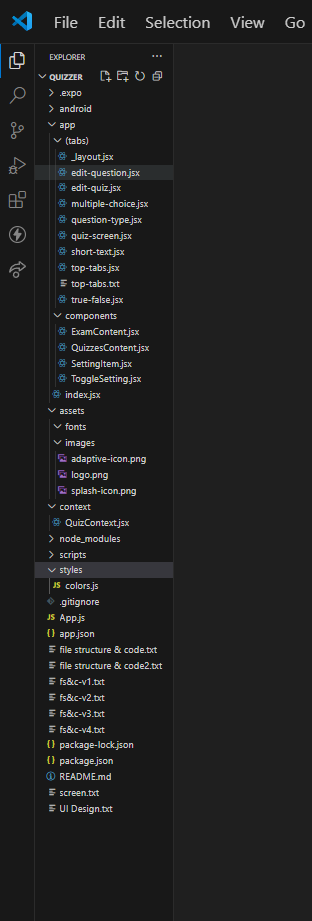 File Edit Selection View Go
EXPLORER
QUIZZER
.expo
android
app
(tabs)
_layout.jsx
edit-question.jsx
edit-quiz.jsx
multiple-choice.jsx
question-type.jsx
quiz-screen.jsx
short-text.jsx
top-tabs.jsx
top-tabs.txt
true-false.jsx
components
ExamContent.jsx
QuizzesContent.jsx
SettingItem.jsx
ToggleSetting.jsx
index.jsx
assets
fonts
images
adaptive-icon.png
logo.png
splash-icon.png
context
QuizContext.jsx
node_modules
scripts
styles
JS colors.js
.gitignore
JS App.js
{} app.json
file structure & code.txt
file structure & code2.txt
fs&c-v1.txt
fs&c-v2.txt
fs&c-v3.txt
fs&c-v4.txt
{} package-lock.json
{} package.json
README.md
screen.txt
UI Design.txt